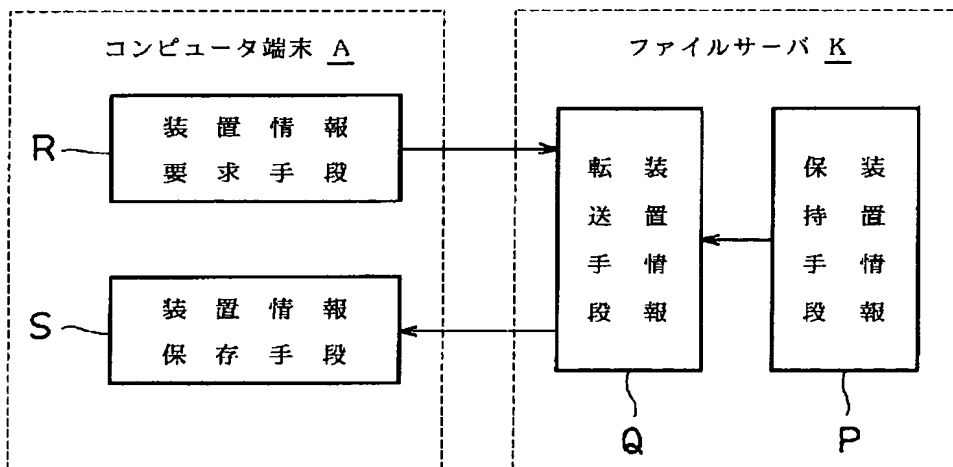 コンピュータ端末 A
ファイルサーバ K
装置情報
要求手段
R
装置情報
保存手段
S
装置情報
転送手段
Q
装置情報
保持手段
P